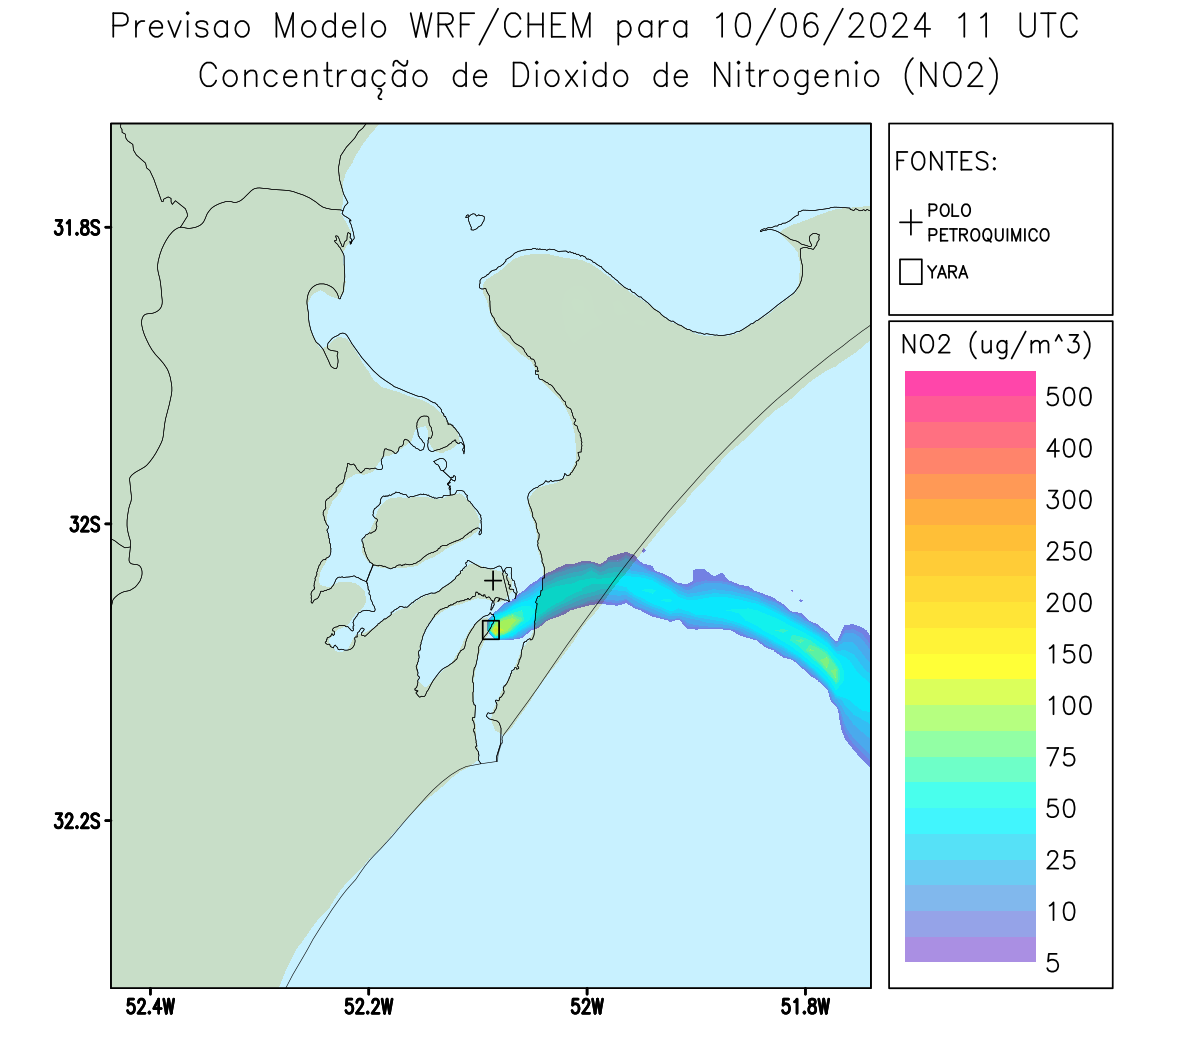 Previsao Modelo WRF/CHEM para 10/06/2024 11 UTC
Concentração de Dioxido de Nitrogenio (NO2)
FONTES:
POLO
PETROQUIMICO
YARA
NO2 (ug/m^3)
500
400
300
250
200
150
100
75
50
25
10
5
31.8S
32S
32.2S
52.4W
52.2W
52W
51.8W